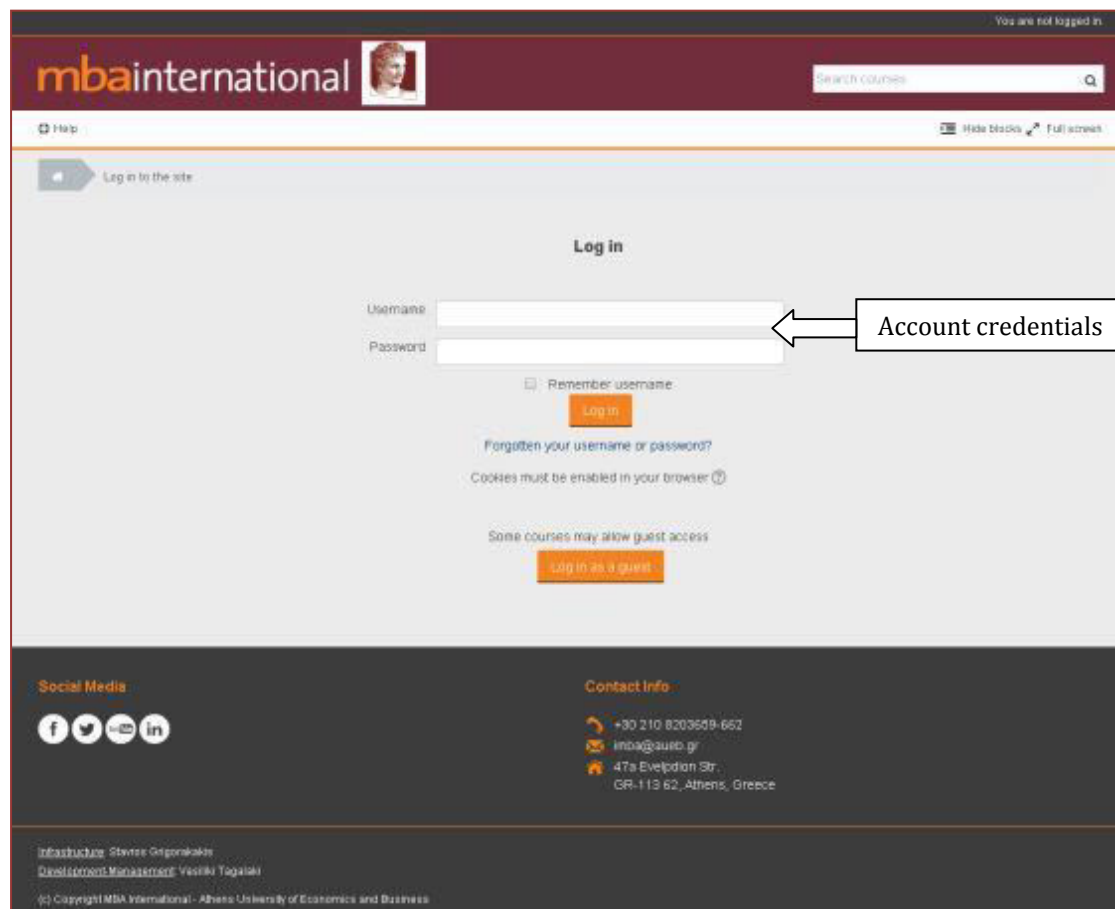 You are not logged in.
mbainternational
Search courses
Help
Hide blocks Full screen
Log in to the site
Log in
Username
Account credentials
Password
Remember username
Log in
Forgotten your username or password?
Cookies must be enabled in your browser
Some courses may allow guest access
Log in as a guest
Social Media
Contact Info
+30 210 8203659-662
imba@aueb.gr
47a Evelpdion Str.
GR-113 62, Athens, Greece
Infrastructure: Stavros Grigorakakis
Development-Management: Vasiliki Tagalaki
(c) Copyright MBA International - Athens University of Economics and Business